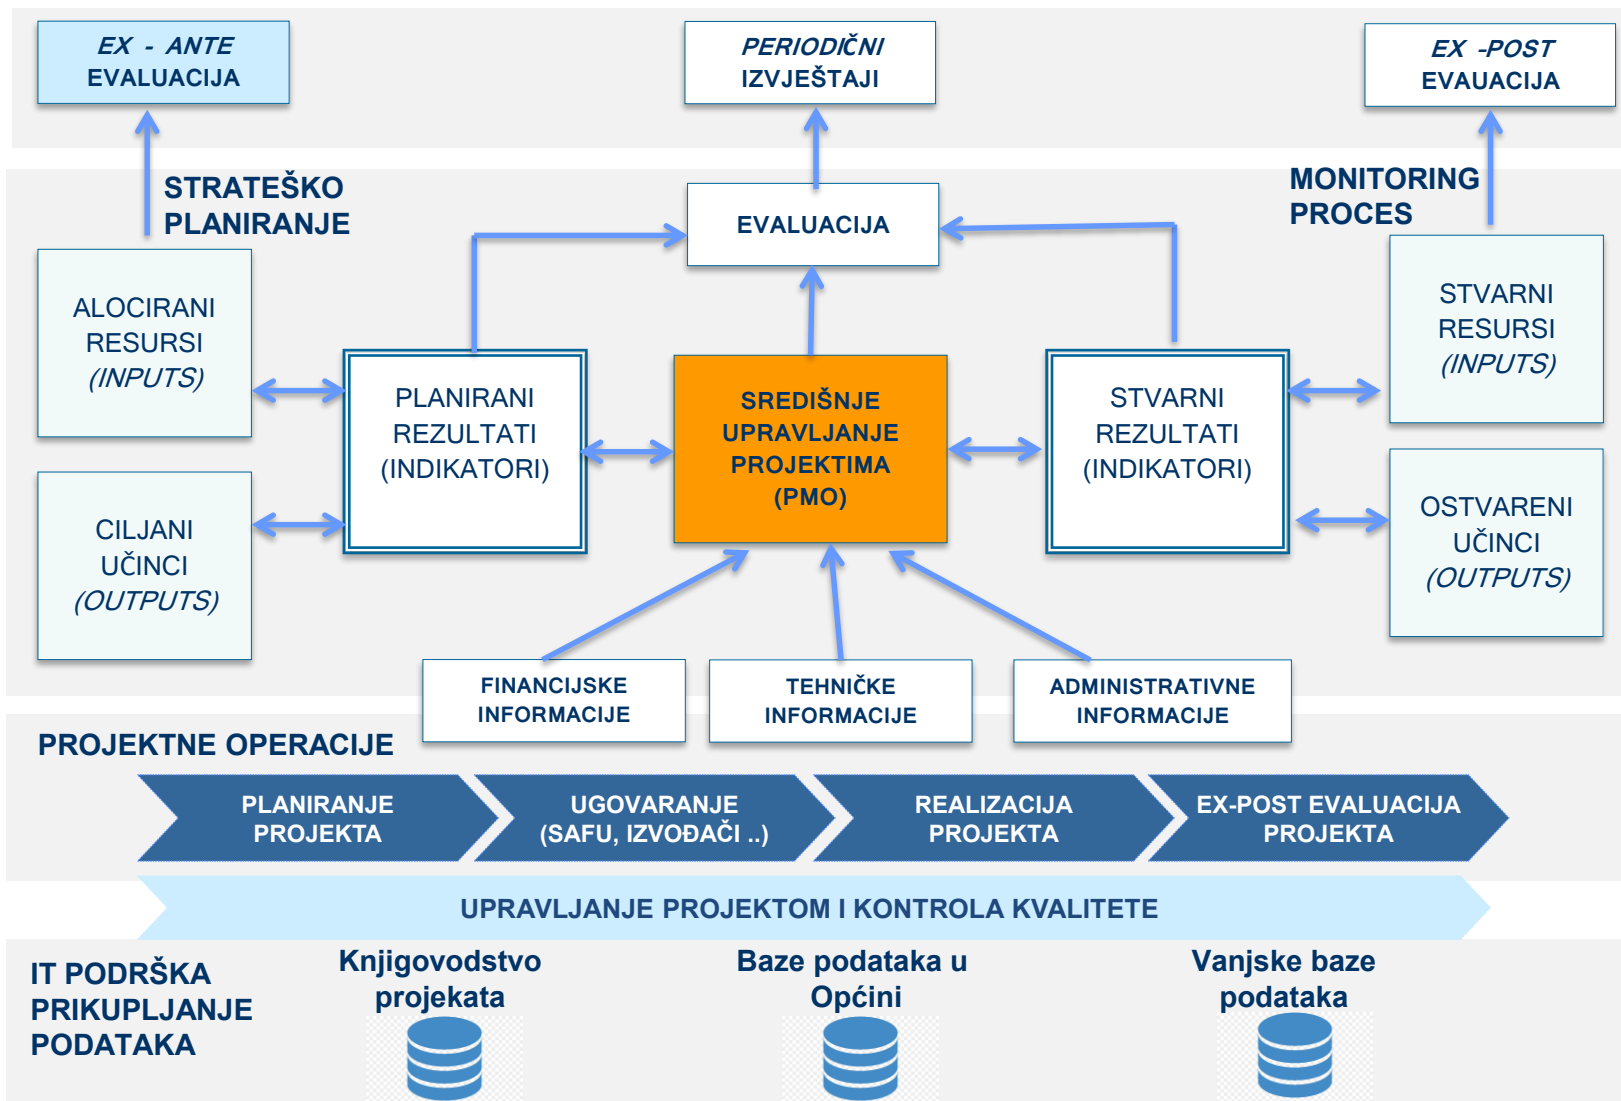 EX - ANTE
EVALUACIJA
PERIODIČNI
IZVJEŠTAJI
EX -POST
EVAUACIJA
STRATEŠKO
PLANIRANJE
EVALUACIJA
MONITORING
PROCES
ALOCIRANI
RESURSI
(INPUTS)
PLANIRANI
REZULTATI
(INDIKATORI)
SREDIŠNJE
UPRAVLJANJE
PROJEKTIMA
(PMO)
STVARNI
REZULTATI
(INDIKATORI)
STVARNI
RESURSI
(INPUTS)
CILJANI
UČINCI
(OUTPUTS)
OSTVARENI
UČINCI
(OUTPUTS)
FINANCIJSKE
INFORMACIJE
TEHNIČKE
INFORMACIJE
ADMINISTRATIVNE
INFORMACIJE
PROJEKTNE OPERACIJE
PLANIRANJE
PROJEKTA
UGOVARANJE
(SAFU, IZVOĐAČI ..)
REALIZACIJA
PROJEKTA
EX-POST EVALUACIJA
PROJEKTA
UPRAVLJANJE PROJEKTOM I KONTROLA KVALITETE
IT PODRŠKA
PRIKUPLJANJE
PODATAKA
Knjigovodstvo
projekata
Baze podataka u
Općini
Vanjske baze
podataka